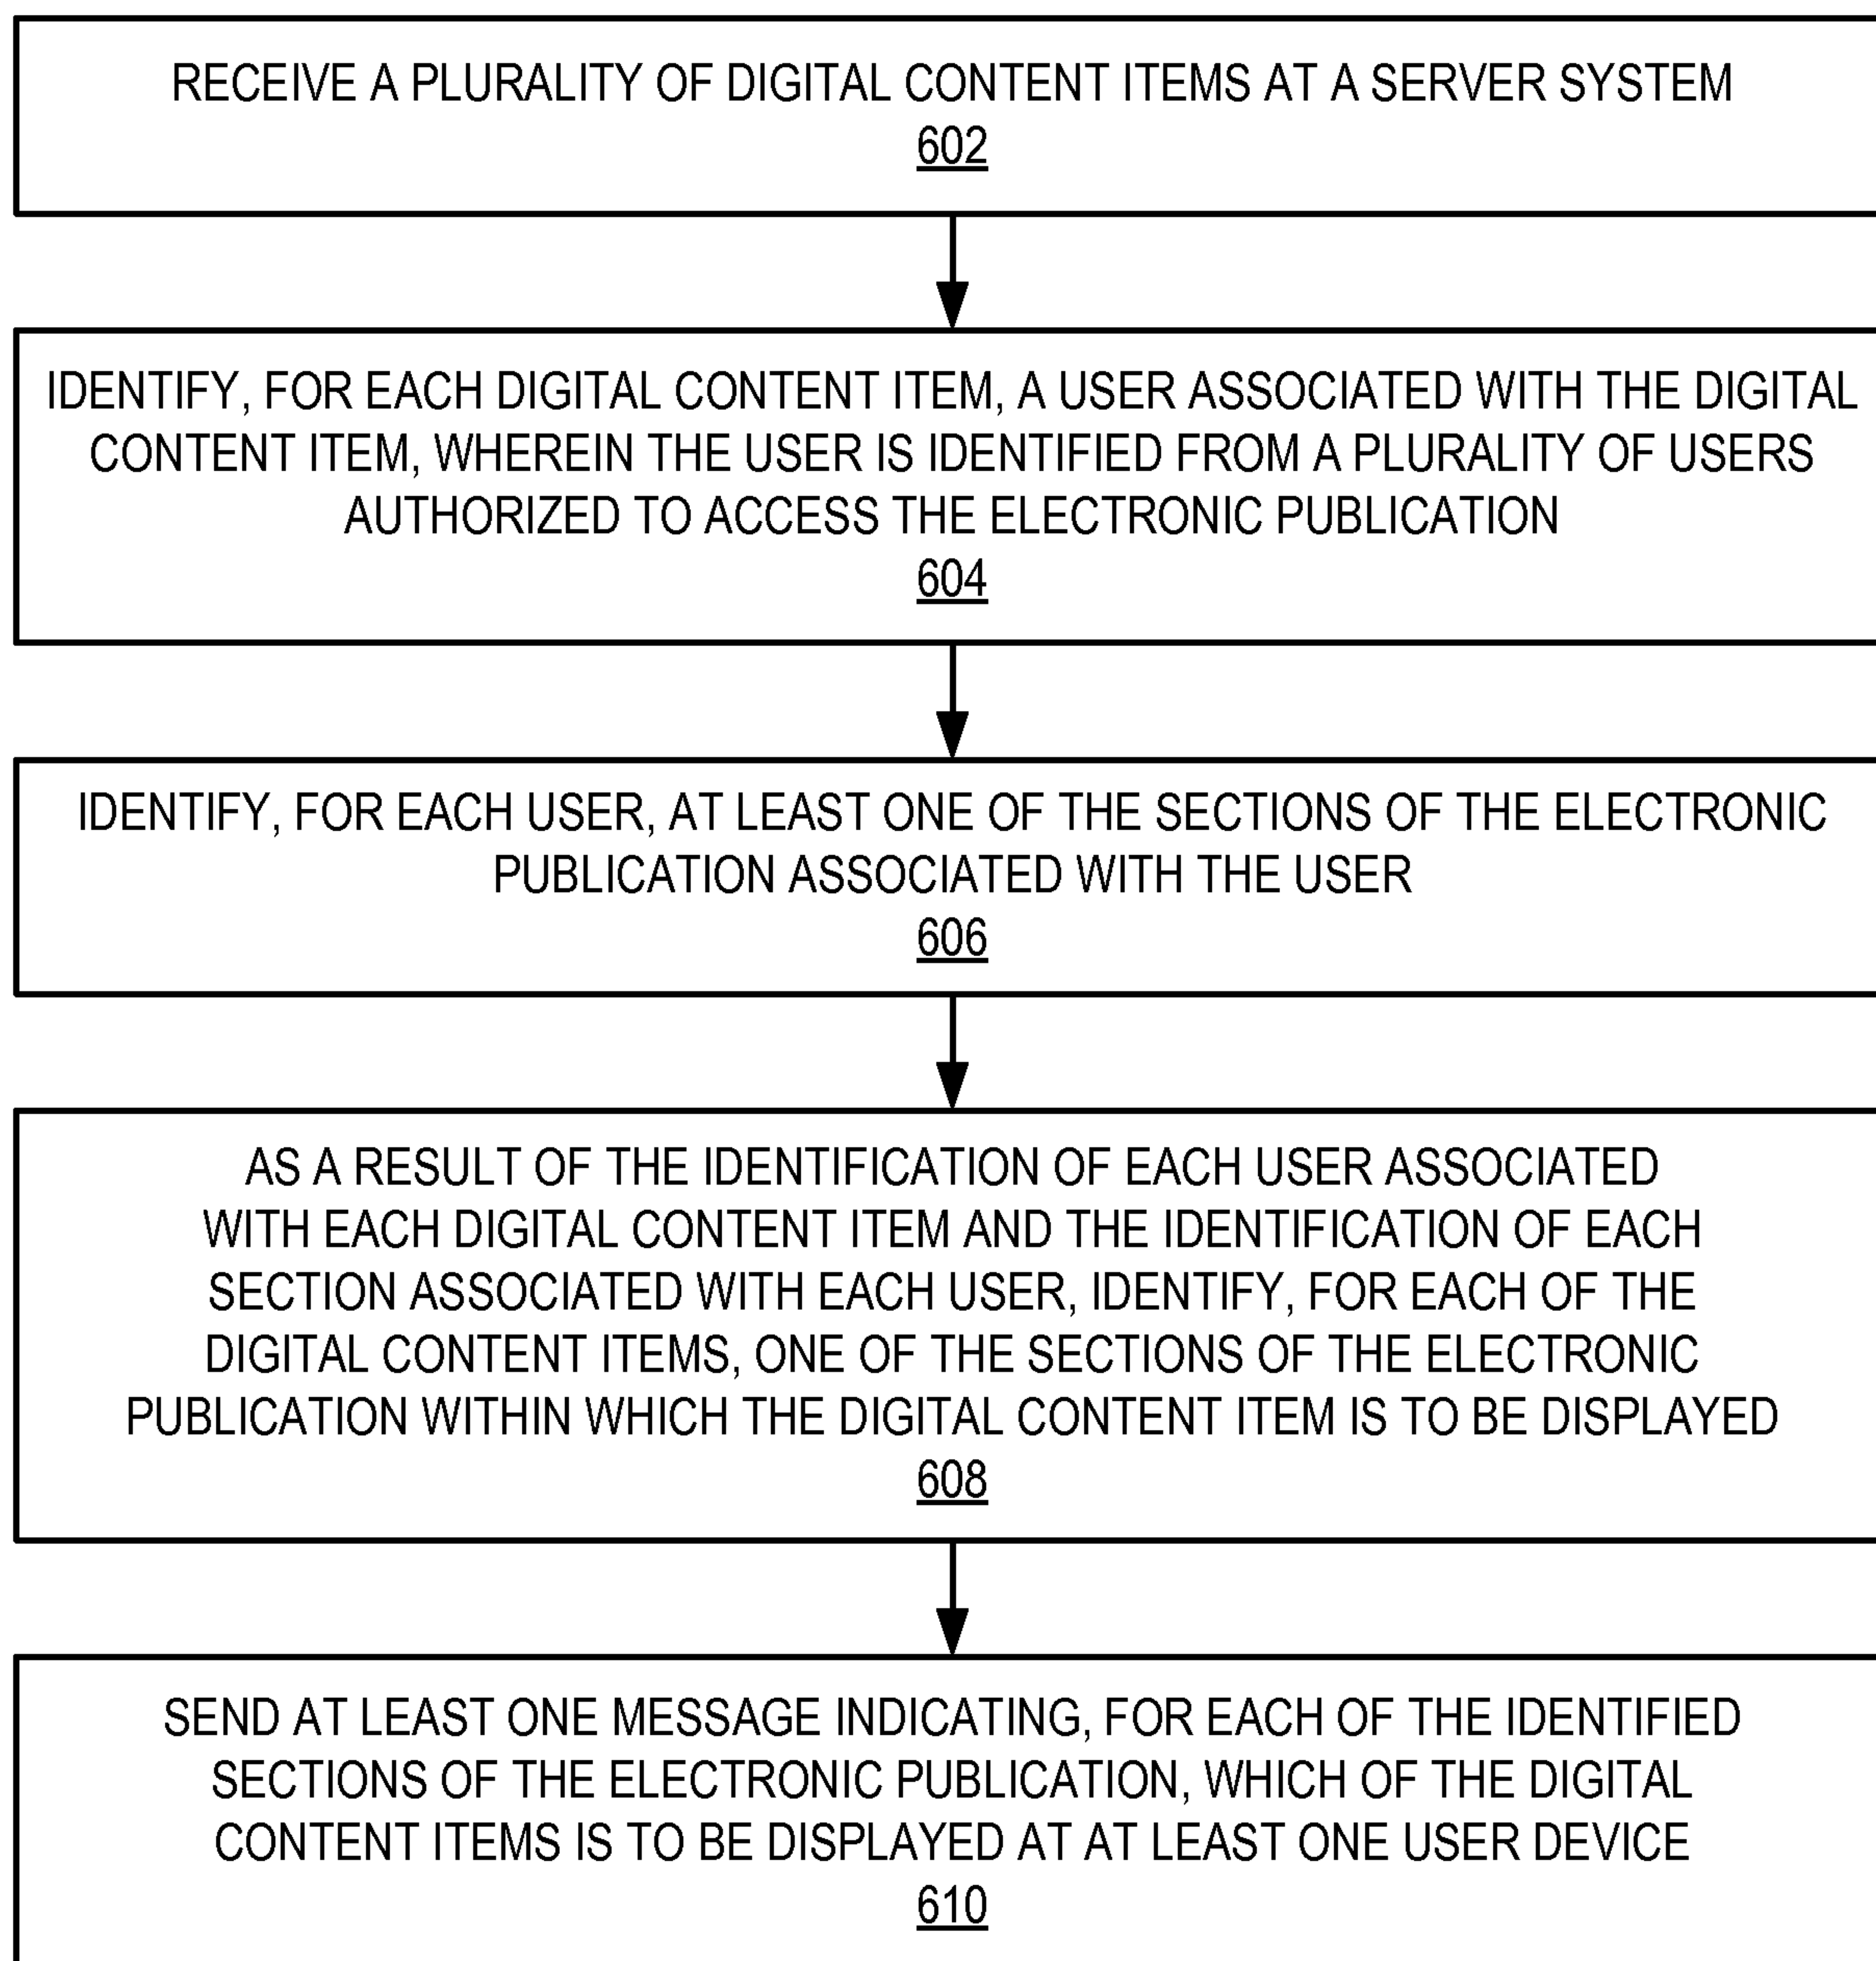 RECEIVE A PLURALITY OF DIGITAL CONTENT ITEMS AT A SERVER SYSTEM
602
IDENTIFY, FOR EACH DIGITAL CONTENT ITEM, A USER ASSOCIATED WITH THE DIGITAL
CONTENT ITEM, WHEREIN THE USER IS IDENTIFIED FROM A PLURALITY OF USERS
AUTHORIZED TO ACCESS THE ELECTRONIC PUBLICATION
604
IDENTIFY, FOR EACH USER, AT LEAST ONE OF THE SECTIONS OF THE ELECTRONIC
PUBLICATION ASSOCIATED WITH THE USER
606
AS A RESULT OF THE IDENTIFICATION OF EACH USER ASSOCIATED
WITH EACH DIGITAL CONTENT ITEM AND THE IDENTIFICATION OF EACH
SECTION ASSOCIATED WITH EACH USER, IDENTIFY, FOR EACH OF THE
DIGITAL CONTENT ITEMS, ONE OF THE SECTIONS OF THE ELECTRONIC
PUBLICATION WITHIN WHICH THE DIGITAL CONTENT ITEM IS TO BE DISPLAYED
608
SEND AT LEAST ONE MESSAGE INDICATING, FOR EACH OF THE IDENTIFIED
SECTIONS OF THE ELECTRONIC PUBLICATION, WHICH OF THE DIGITAL
CONTENT ITEMS IS TO BE DISPLAYED AT AT LEAST ONE USER DEVICE
610